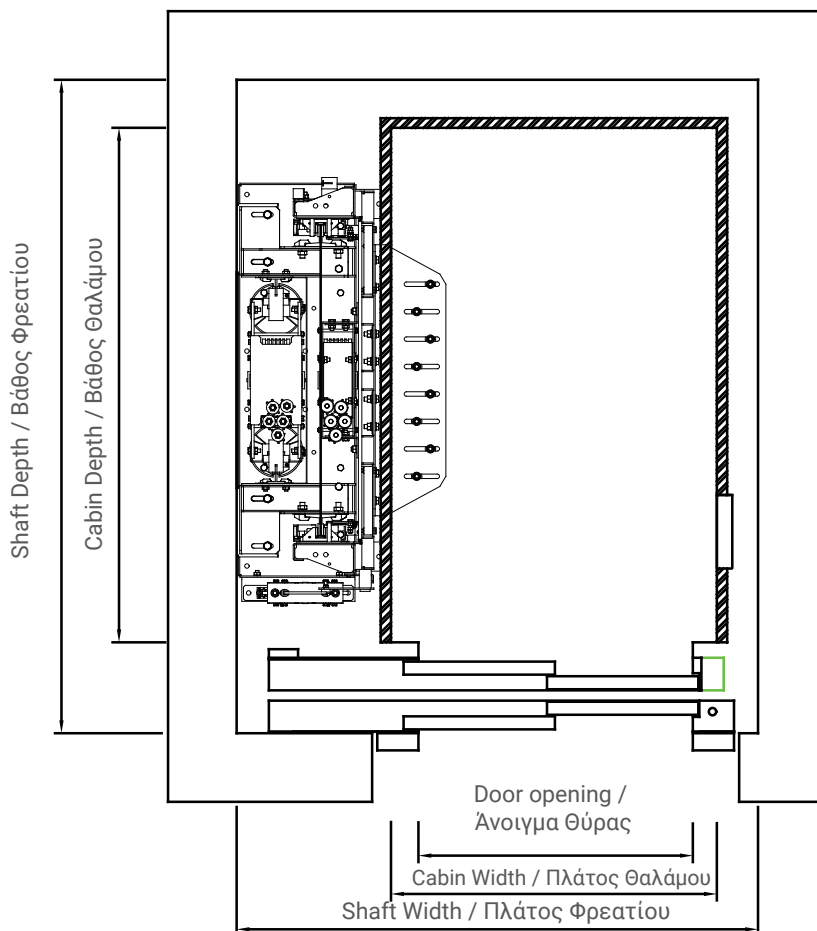 Shaft Depth / Βάθος Φρεατίου
Cabin Depth / Βάθος Θαλάμου
Door opening /
Άνοιγμα Θύρας
Cabin Width / Πλάτος Θαλάμου
Shaft Width / Πλάτος Φρεατίου